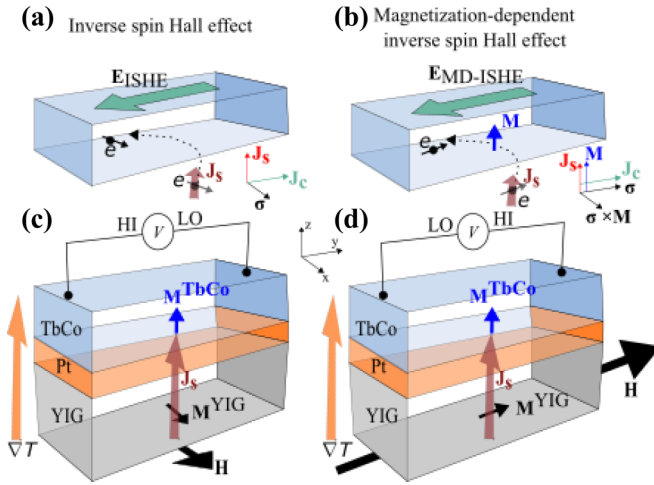 (a)
Inverse spin Hall effect
E_ISHE
e
e
J_s
J_s
J_c
σ
(b)
Magnetization-dependent
inverse spin Hall effect
E_MD-ISHE
e
M
J_s
e
J_s
M
J_c
σ
σ × M
(c)
HI
V
LO
z
y
x
M^TbCo
TbCo
Pt
J_s
YIG
M^YIG
∇T
H
(d)
LO
V
HI
M^TbCo
TbCo
Pt
J_s
YIG
M^YIG
∇T
H